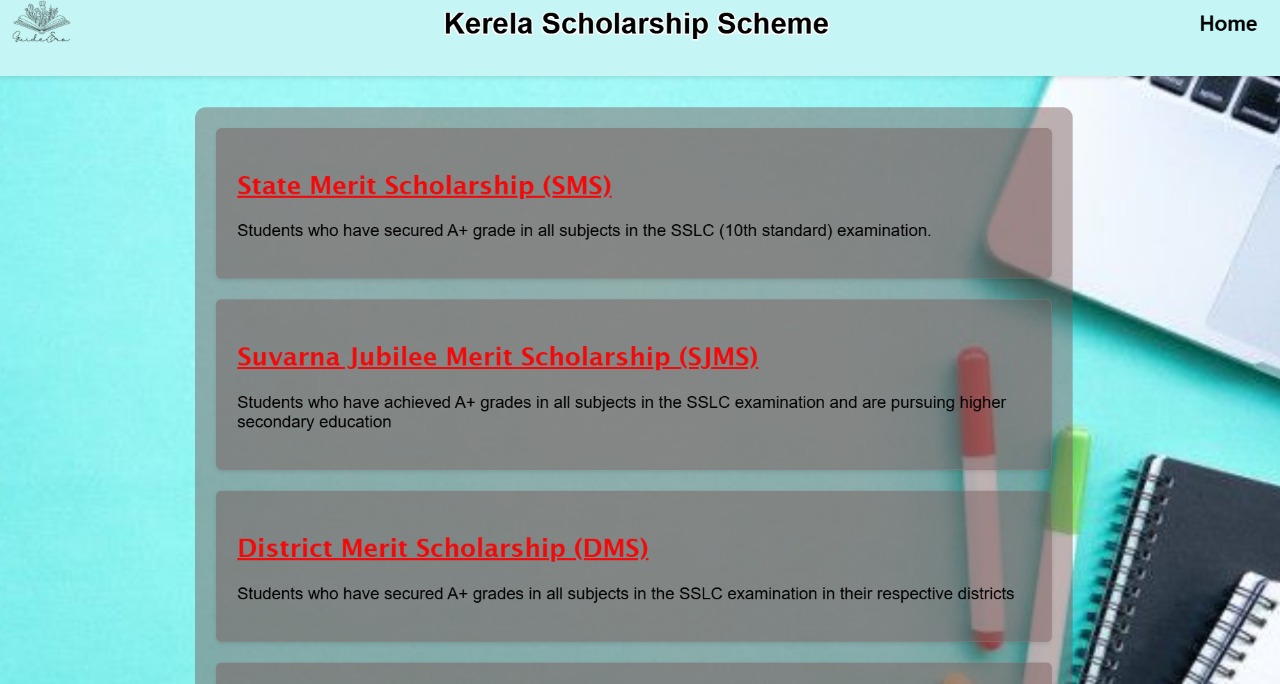 GuideEra
Kerela Scholarship Scheme
Home
State Merit Scholarship (SMS)
Students who have secured A+ grade in all subjects in the SSLC (10th standard) examination.
Suvarna Jubilee Merit Scholarship (SJMS)
Students who have achieved A+ grades in all subjects in the SSLC examination and are pursuing higher
secondary education
District Merit Scholarship (DMS)
Students who have secured A+ grades in all subjects in the SSLC examination in their respective districts